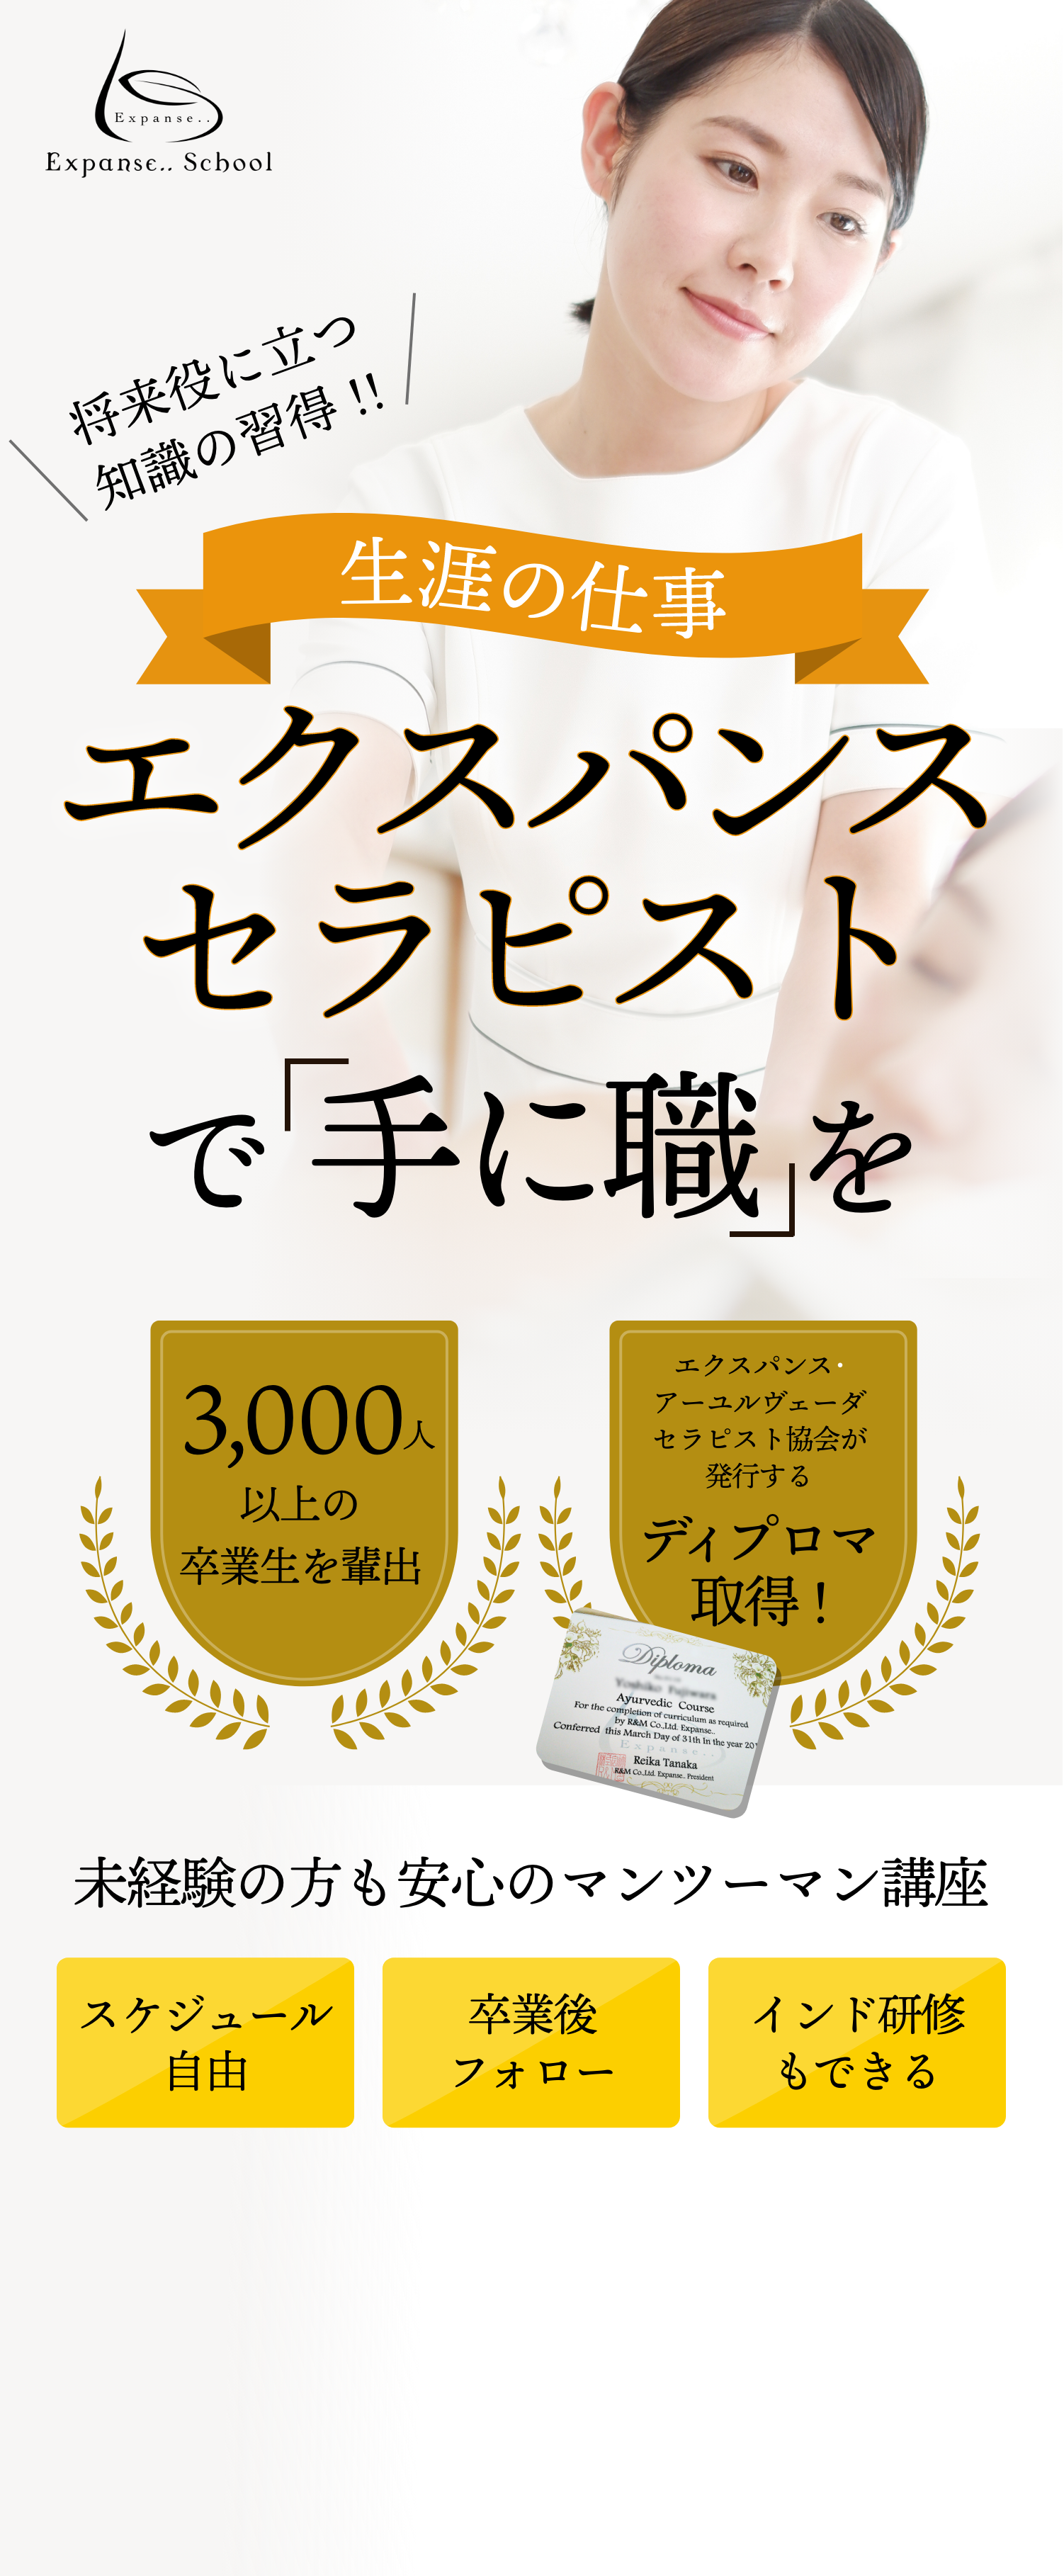 Expanse..
Expanse.. School
将来役に立つ
知識の習得!!
生涯の仕事
エクスパンス
セラピスト
で「手に職」を
3,000人
以上の
卒業生を輩出
エクスパンス・
アーユルヴェーダ
セラピスト協会が
発行する
ディプロマ
取得!
Diploma
Ayurvedic Course
For the completion of curriculum as required
by R&M Co.,Ltd. Expanse..
Conferred this March Day of 31th In the year 201
Expanse..
Reika Tanaka
R&M Co.,Ltd. Expanse.. President
未経験の方も安心のマンツーマン講座
スケジュール
自由
卒業後
フォロー
インド研修
もできる